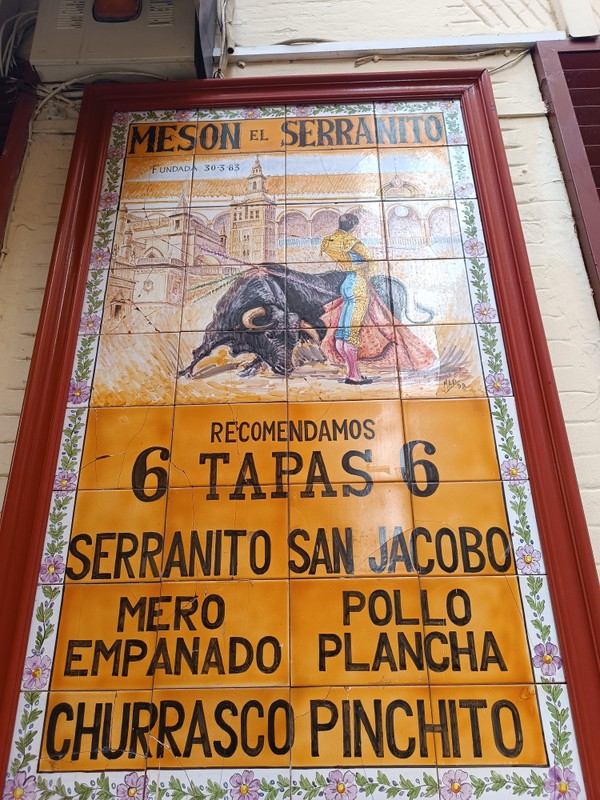 MESON EL SERRANITO
FUNDADA 30-3-83
RECOMENDAMOS
6 TAPAS 6
SERRANITO SAN JACOBO
MERO EMPANADO
POLLO PLANCHA
CHURRASCO PINCHITO